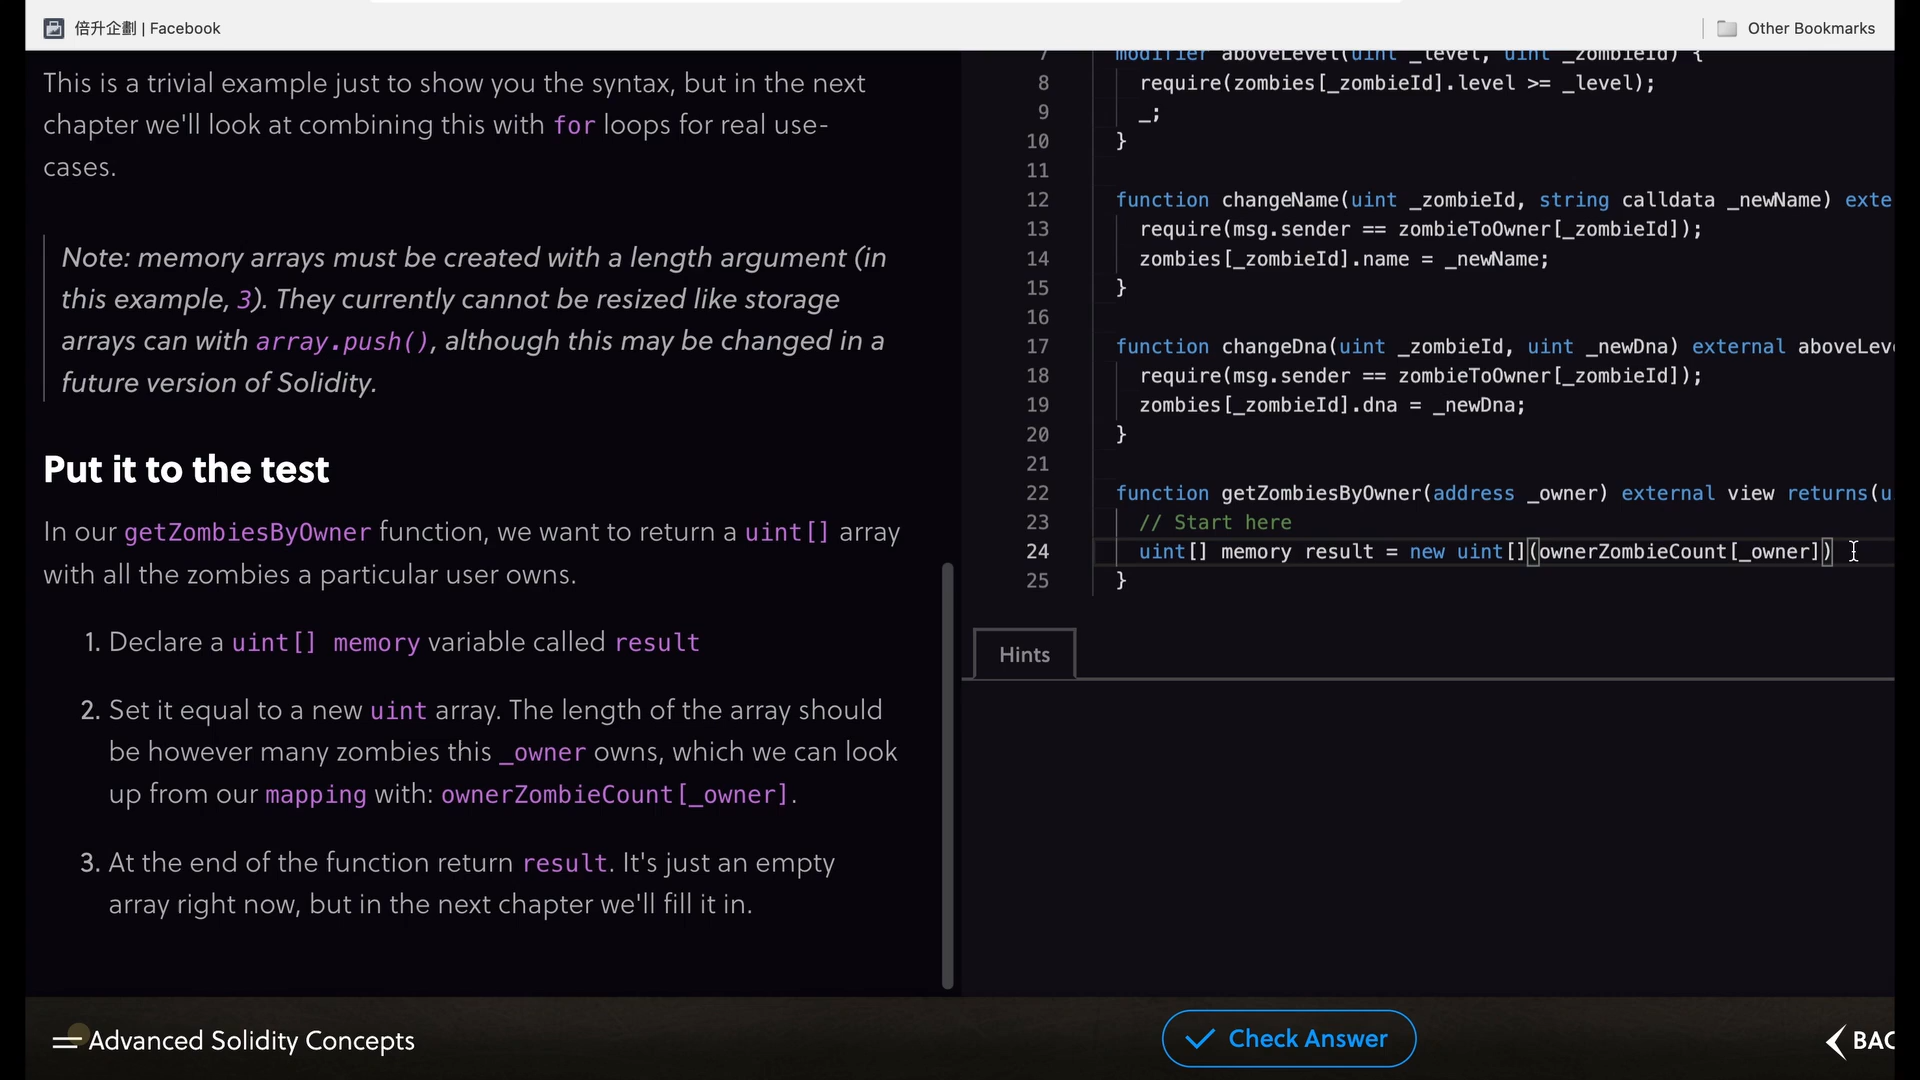 倍升企劃 | Facebook
Other Bookmarks
This is a trivial example just to show you the syntax, but in the next
chapter we'll look at combining this with for loops for real use-
cases.
Note: memory arrays must be created with a length argument (in
this example, 3). They currently cannot be resized like storage
arrays can with array.push(), although this may be changed in a
future version of Solidity.
Put it to the test
In our getZombiesByOwner function, we want to return a uint[] array
with all the zombies a particular user owns.
1. Declare a uint[] memory variable called result
2. Set it equal to a new uint array. The length of the array should
be however many zombies this _owner owns, which we can look
up from our mapping with: ownerZombieCount[_owner].
3. At the end of the function return result. It's just an empty
array right now, but in the next chapter we'll fill it in.
7 modifier aboveLevel(uint _level, uint _zombieId) {
8 require(zombies[_zombieId].level >= _level);
9 _;
10 }
11
12 function changeName(uint _zombieId, string calldata _newName) exte
13 require(msg.sender == zombieToOwner[_zombieId]);
14 zombies[_zombieId].name = _newName;
15 }
16
17 function changeDna(uint _zombieId, uint _newDna) external aboveLev
18 require(msg.sender == zombieToOwner[_zombieId]);
19 zombies[_zombieId].dna = _newDna;
20 }
21
22 function getZombiesByOwner(address _owner) external view returns(u
23 // Start here
24 uint[] memory result = new uint[](ownerZombieCount[_owner])
25 }
Hints
Advanced Solidity Concepts
Check Answer
BAC